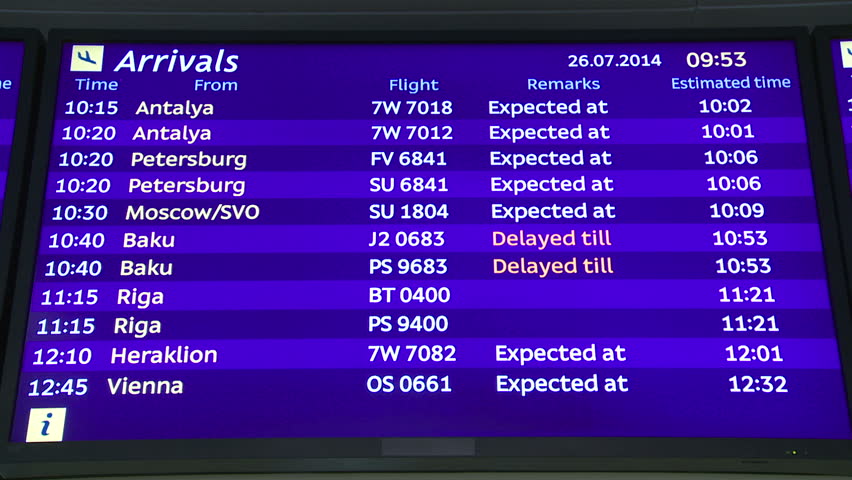 Arrivals 26.07.2014 09:53
Time From Flight Remarks Estimated time
10:15 Antalya 7W 7018 Expected at 10:02
10:20 Antalya 7W 7012 Expected at 10:01
10:20 Petersburg FV 6841 Expected at 10:06
10:20 Petersburg SU 6841 Expected at 10:06
10:30 Moscow/SVO SU 1804 Expected at 10:09
10:40 Baku J2 0683 Delayed till 10:53
10:40 Baku PS 9683 Delayed till 10:53
11:15 Riga BT 0400 11:21
11:15 Riga PS 9400 11:21
12:10 Heraklion 7W 7082 Expected at 12:01
12:45 Vienna OS 0661 Expected at 12:32
i